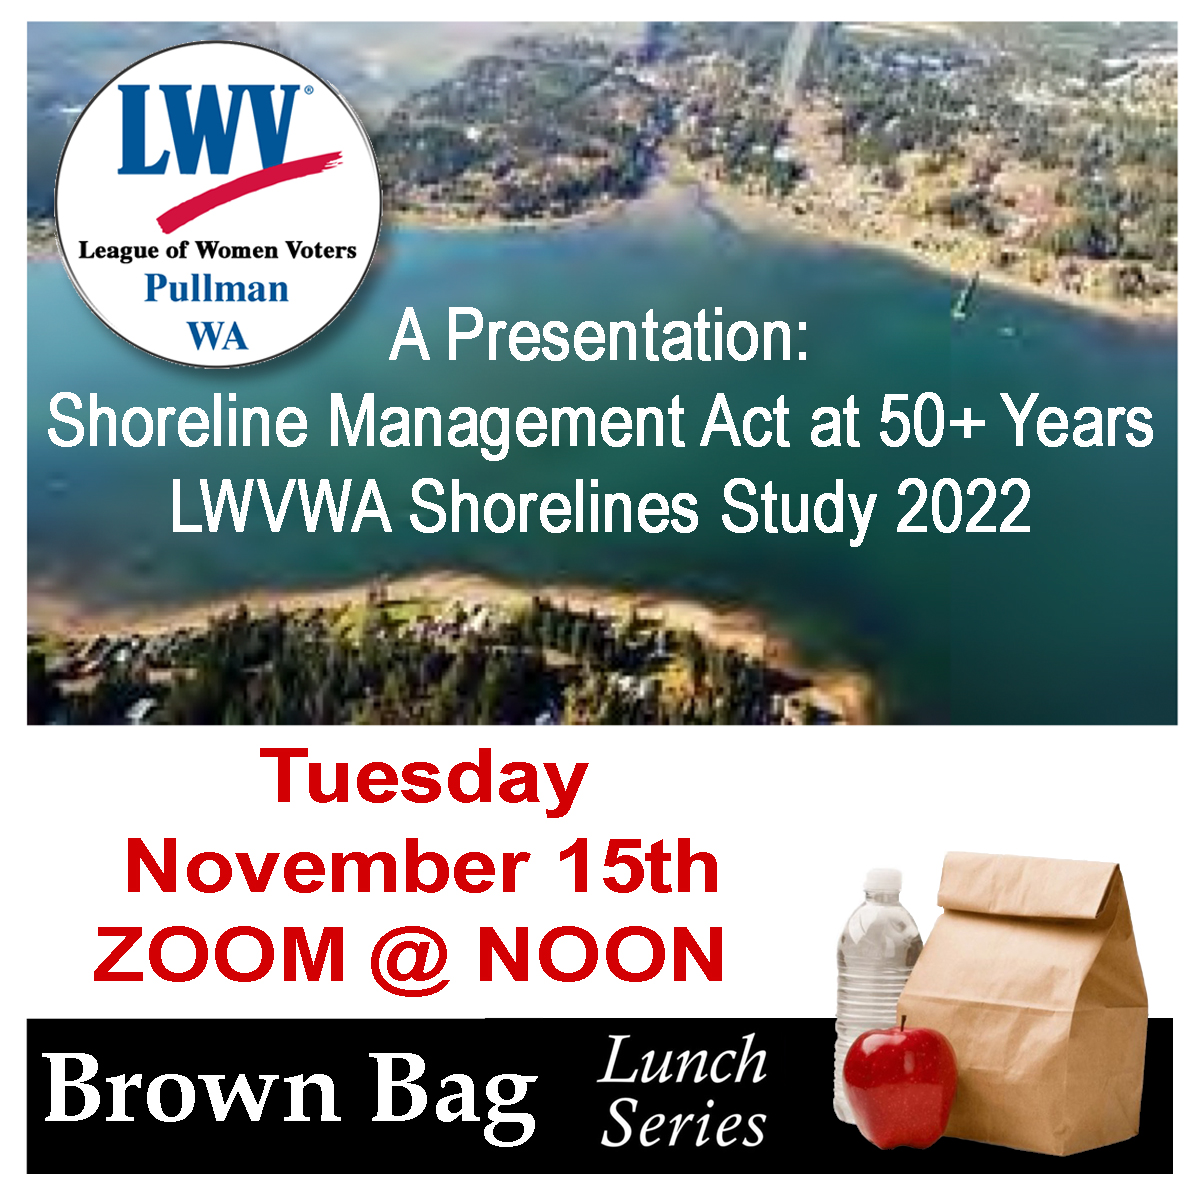 LWV®
League of Women Voters
Pullman
WA
A Presentation:
Shoreline Management Act at 50+ Years
LWVWA Shorelines Study 2022
Tuesday
November 15th
ZOOM @ NOON
Brown Bag
Lunch
Series